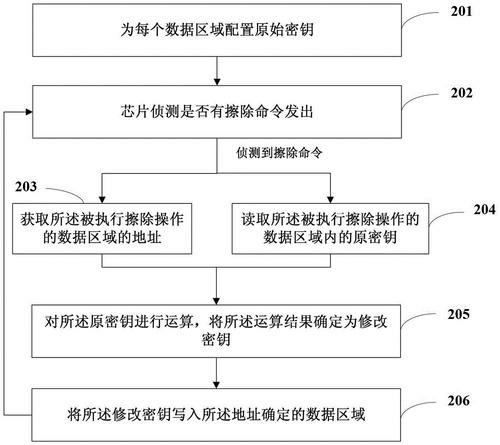 为每个数据区域配置原始密钥
201
芯片侦测是否有擦除命令发出
202
侦测到擦除命令
203
获取所述被执行擦除操作
的数据区域的地址
读取所述被执行擦除操作的
数据区域内的原密钥
204
对所述原密钥进行运算，将所述运算结果确定为修改
密钥
205
将所述修改密钥写入所述地址确定的数据区域
206